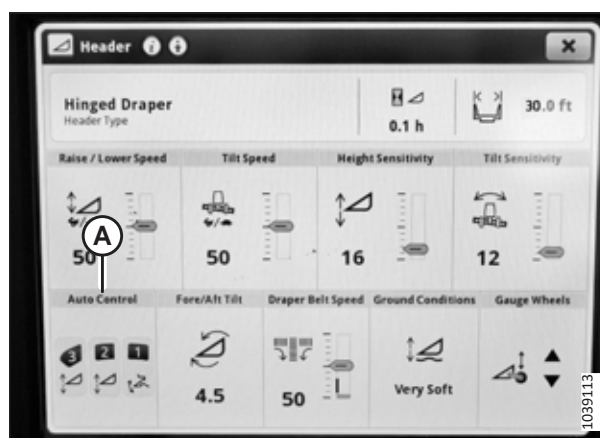 Header
Hinged Draper
Header Type
0.1 h
30.0 ft
Raise / Lower Speed
Tilt Speed
Height Sensitivity
Tilt Sensitivity
A
50
50
16
12
Auto Control
Fore/Aft Tilt
Draper Belt Speed
Ground Conditions
Gauge Wheels
3 2 1
4.5
50
Very Soft
1039113